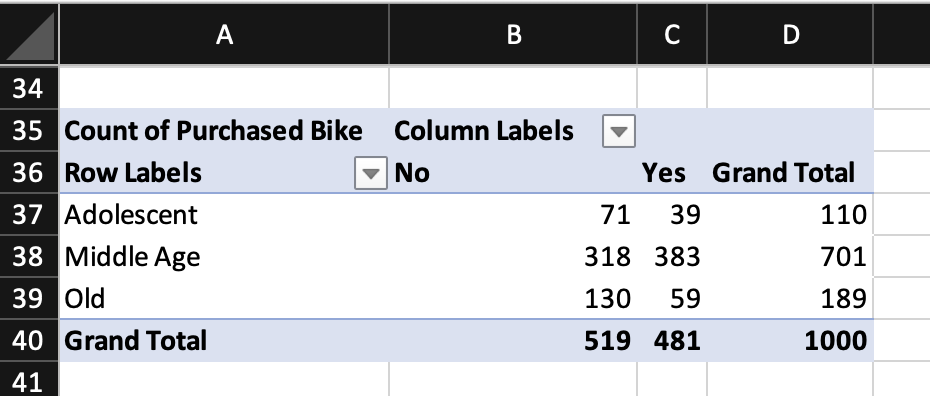 A B C D
34
35 Count of Purchased Bike Column Labels
36 Row Labels No Yes Grand Total
37 Adolescent 71 39 110
38 Middle Age 318 383 701
39 Old 130 59 189
40 Grand Total 519 481 1000
41